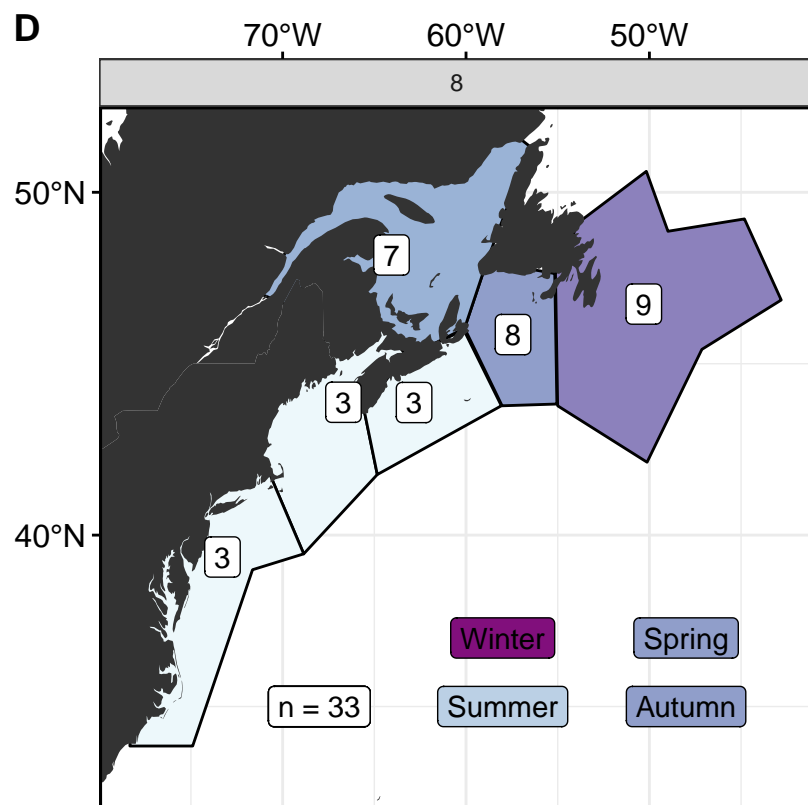 D
70°W 60°W 50°W
8
50°N
7
9
8
3 3
40°N
3
Winter Spring
n = 33 Summer Autumn